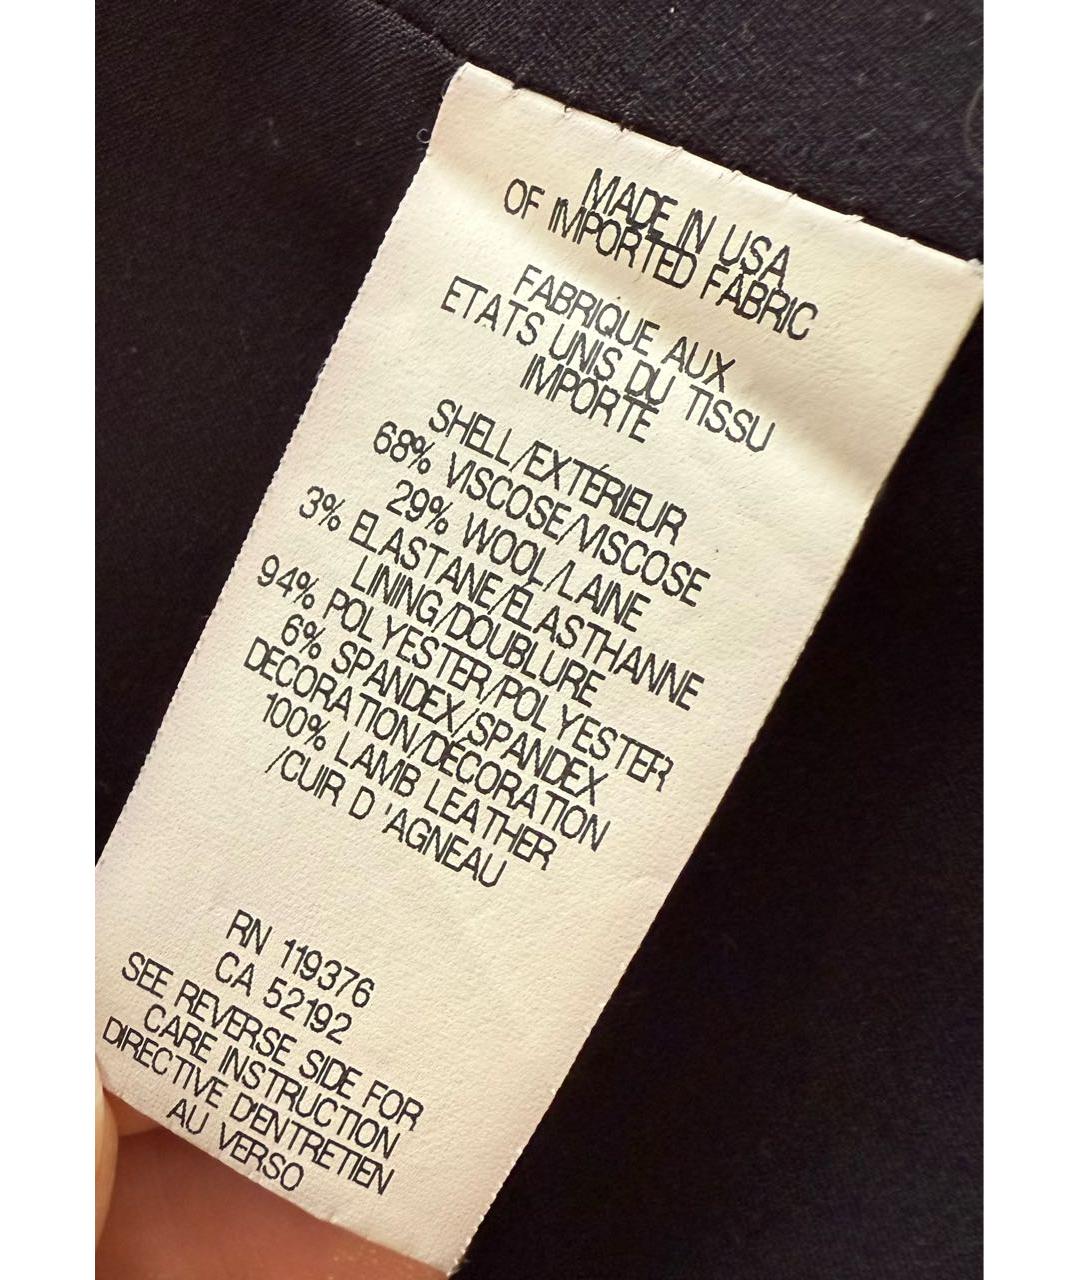 MADE IN USA
OF IMPORTED FABRIC
FABRIQUE AUX
ETATS UNIS DU TISSU
IMPORTE
SHELL/EXTÉRIEUR
68% VISCOSE/VISCOSE
29% WOOL/LAINE
3% ELASTANE/ÉLASTHANNE
LINING/DOUBLURE
94% POLYESTER/POLYESTER
6% SPANDEX/SPANDEX
DECORATION/DÉCORATION
100% LAMB LEATHER
/CUIR D 'AGNEAU
RN 119376
CA 52192
SEE REVERSE SIDE FOR
CARE INSTRUCTION
DIRECTIVE D'ENTRETIEN
AU VERSO